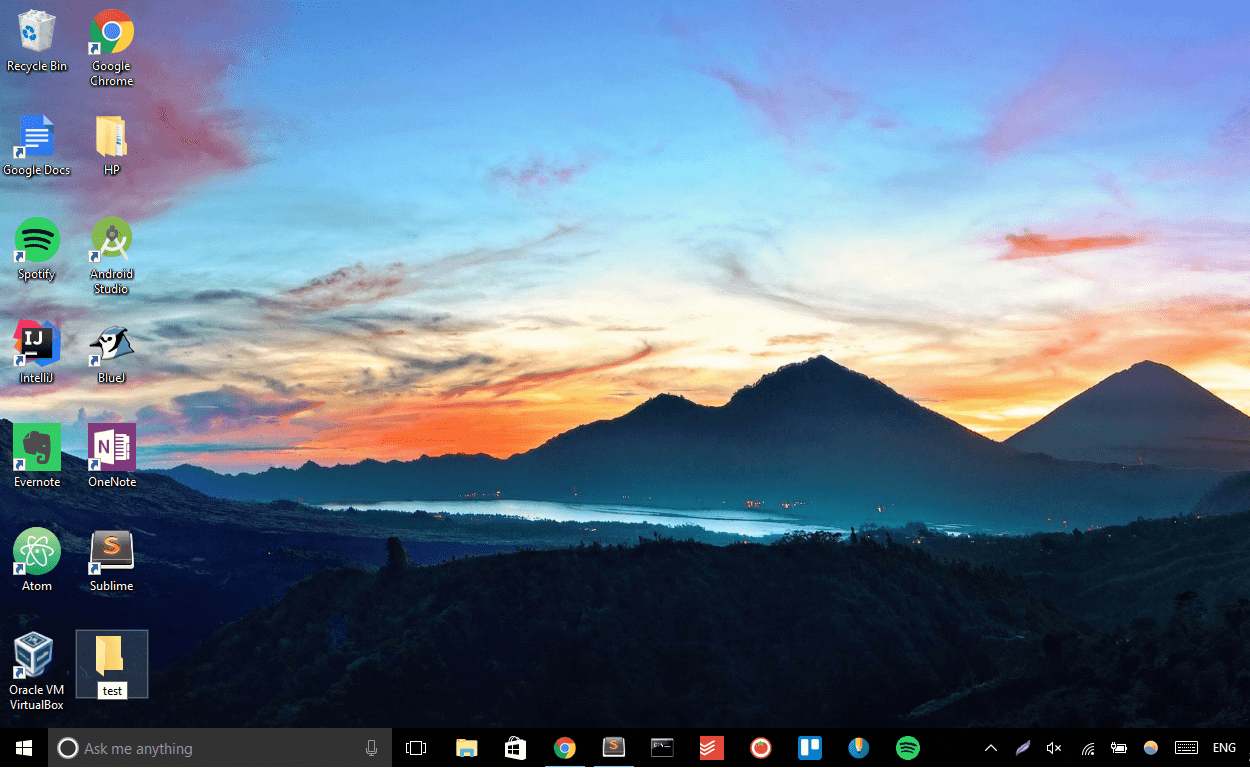 Recycle Bin
Google
Chrome
Google Docs
HP
Spotify
Android
Studio
IJ
IntelliJ
BlueJ
N
Evernote
OneNote
S
Atom
Sublime
Oracle VM
VirtualBox
test
Ask me anything
S
ENG